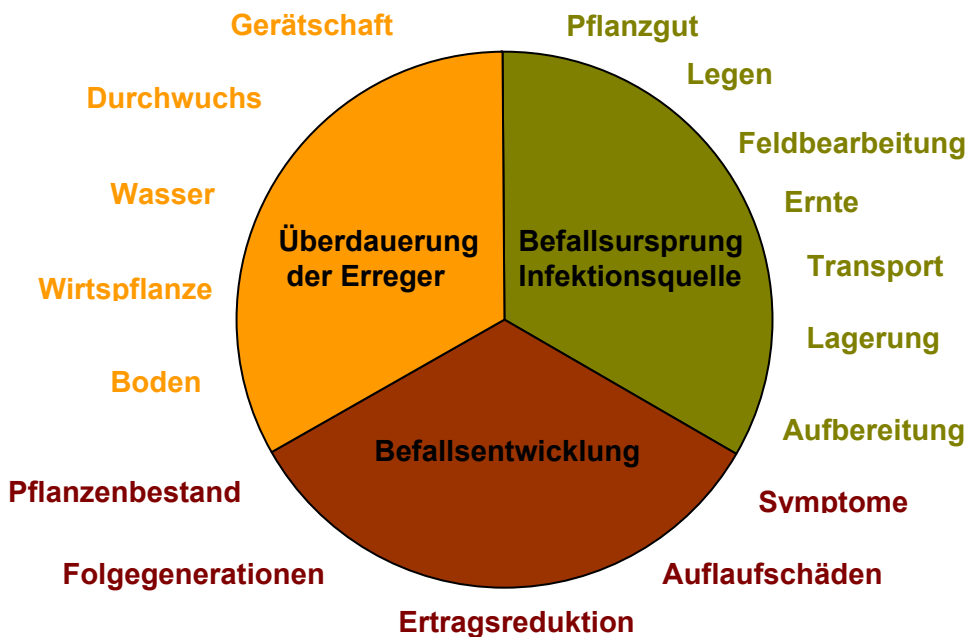 Gerätschaft
Pflanzgut
Legen
Durchwuchs
Feldbearbeitung
Wasser
Ernte
Überdauerung
der Erreger
Befallsursprung
Infektionsquelle
Transport
Wirtspflanze
Lagerung
Boden
Aufbereitung
Befallsentwicklung
Pflanzenbestand
Symptome
Folgegenerationen
Auflaufschäden
Ertragsreduktion